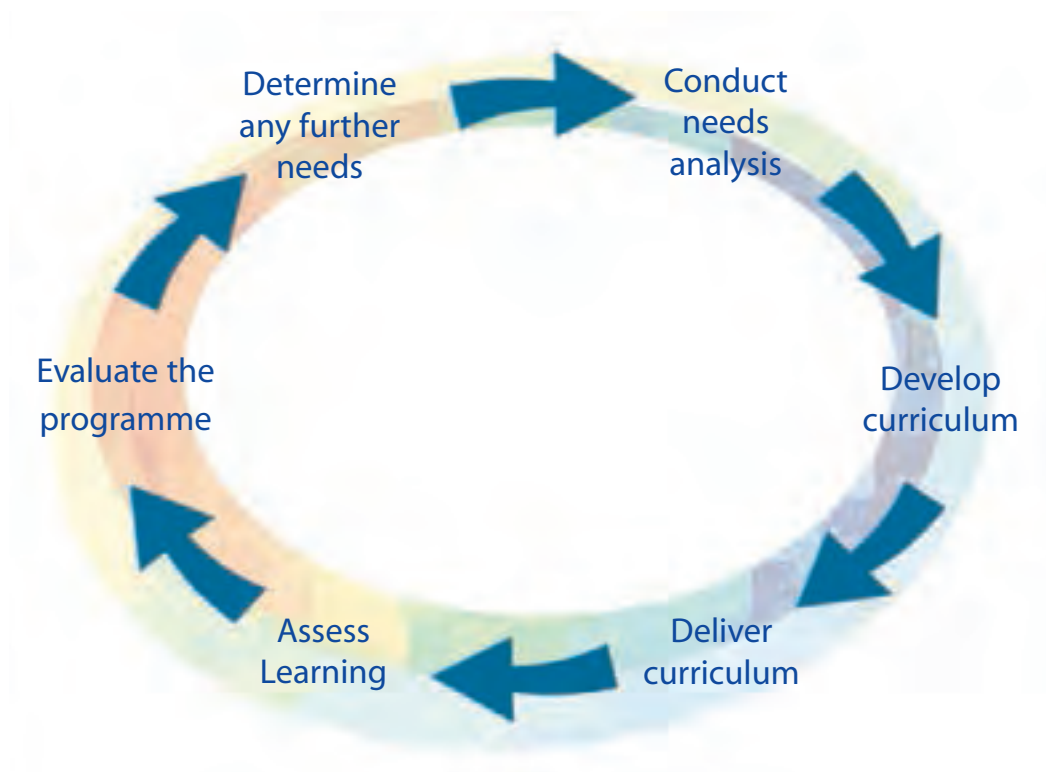 Determine
any further
needs
Conduct
needs
analysis
Develop
curriculum
Deliver
curriculum
Assess
Learning
Evaluate the
programme